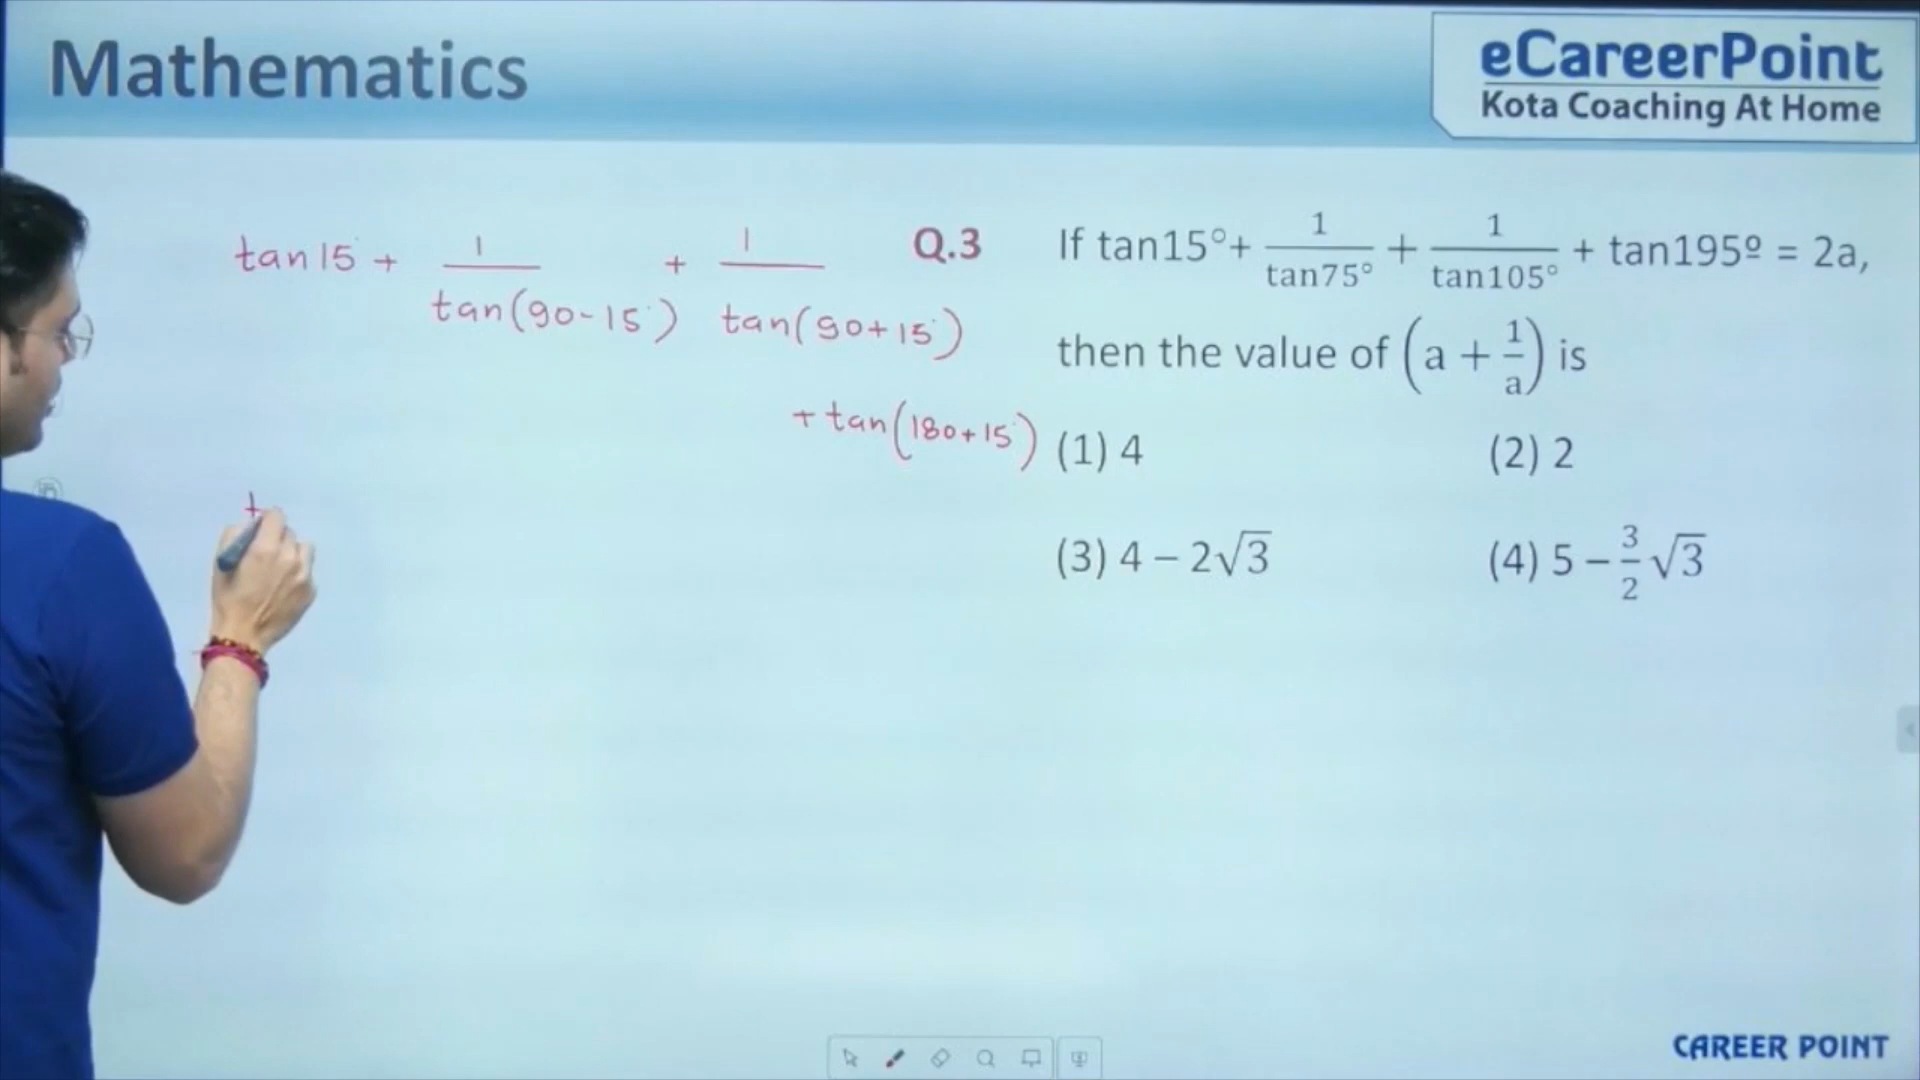 Mathematics
eCareerPoint
Kota Coaching At Home
tan 15 + 1/tan(90-15) + 1/tan(90+15)
+ tan(180+15)
t
Q.3 If tan15°+ 1/tan75° + 1/tan105° + tan195º = 2a,
then the value of (a + 1/a) is
(1) 4 (2) 2
(3) 4 – 2√3 (4) 5 – 3/2 √3
CAREER POINT